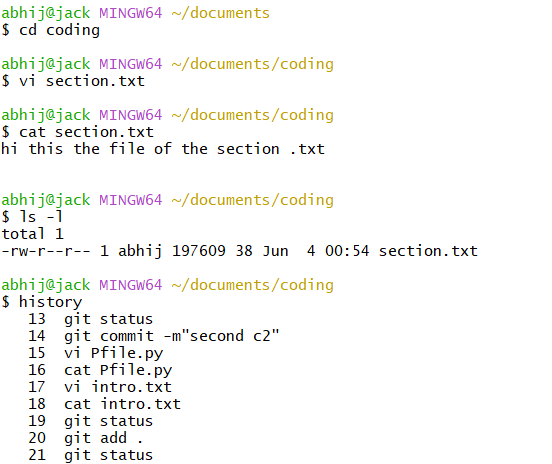 abhij@jack MINGW64 ~/documents
$ cd coding
abhij@jack MINGW64 ~/documents/coding
$ vi section.txt
abhij@jack MINGW64 ~/documents/coding
$ cat section.txt
hi this the file of the section .txt
abhij@jack MINGW64 ~/documents/coding
$ ls -l
total 1
-rw-r--r-- 1 abhij 197609 38 Jun  4 00:54 section.txt
abhij@jack MINGW64 ~/documents/coding
$ history
   13  git status
   14  git commit -m"second c2"
   15  vi Pfile.py
   16  cat Pfile.py
   17  vi intro.txt
   18  cat intro.txt
   19  git status
   20  git add .
   21  git status